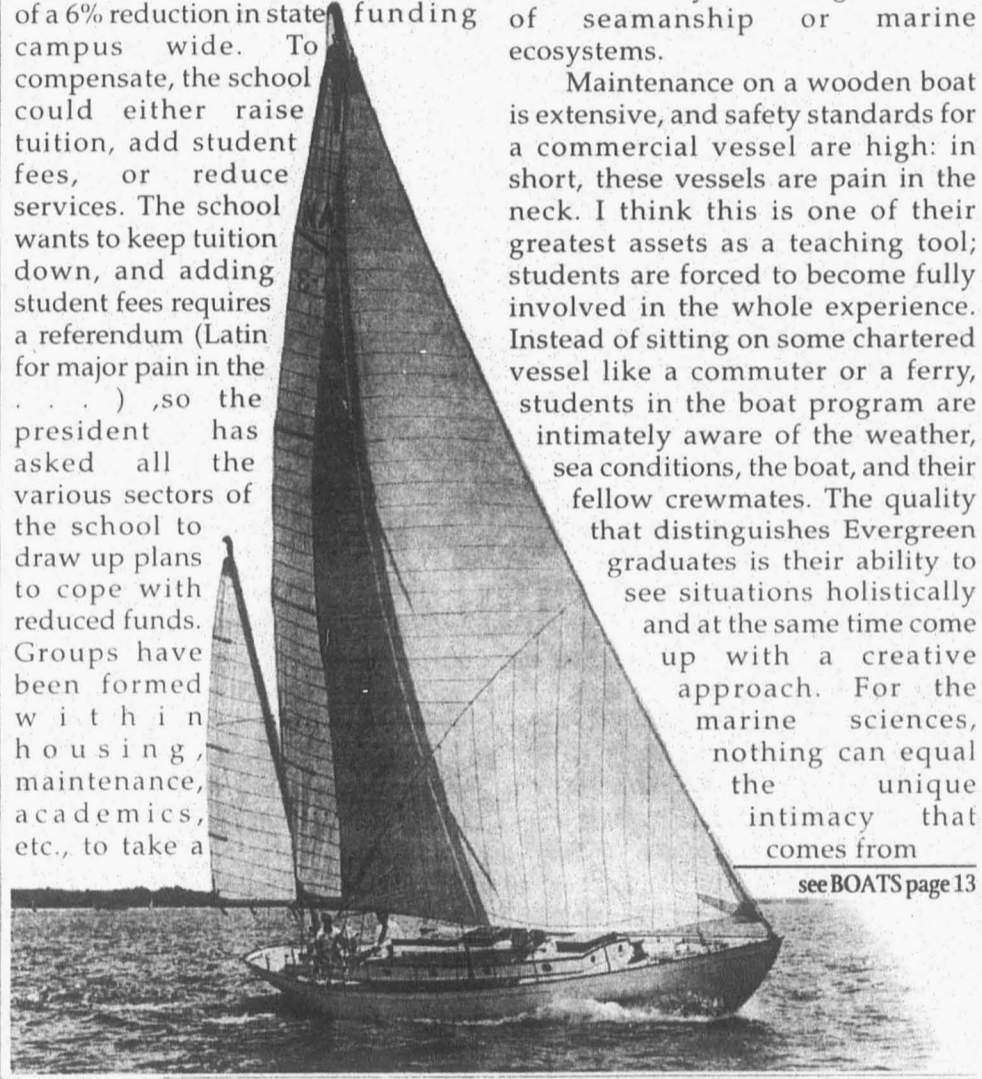 of a 6% reduction in state funding
campus wide. To
compensate, the school
could either raise
tuition, add student
fees, or reduce
services. The school
wants to keep tuition
down, and adding
student fees requires
a referendum (Latin
for major pain in the
. . . ) ,so the
president has
asked all the
various sectors of
the school to
draw up plans
to cope with
reduced funds.
Groups have
been formed
within
housing,
maintenance,
academics,
etc., to take a
of seamanship or marine
ecosystems.
Maintenance on a wooden boat
is extensive, and safety standards for
a commercial vessel are high: in
short, these vessels are pain in the
neck. I think this is one of their
greatest assets as a teaching tool;
students are forced to become fully
involved in the whole experience.
Instead of sitting on some chartered
vessel like a commuter or a ferry,
students in the boat program are
intimately aware of the weather,
sea conditions, the boat, and their
fellow crewmates. The quality
that distinguishes Evergreen
graduates is their ability to
see situations holistically
and at the same time come
up with a creative
approach. For the
marine sciences,
nothing can equal
the unique
intimacy that
comes from
see BOATS page 13